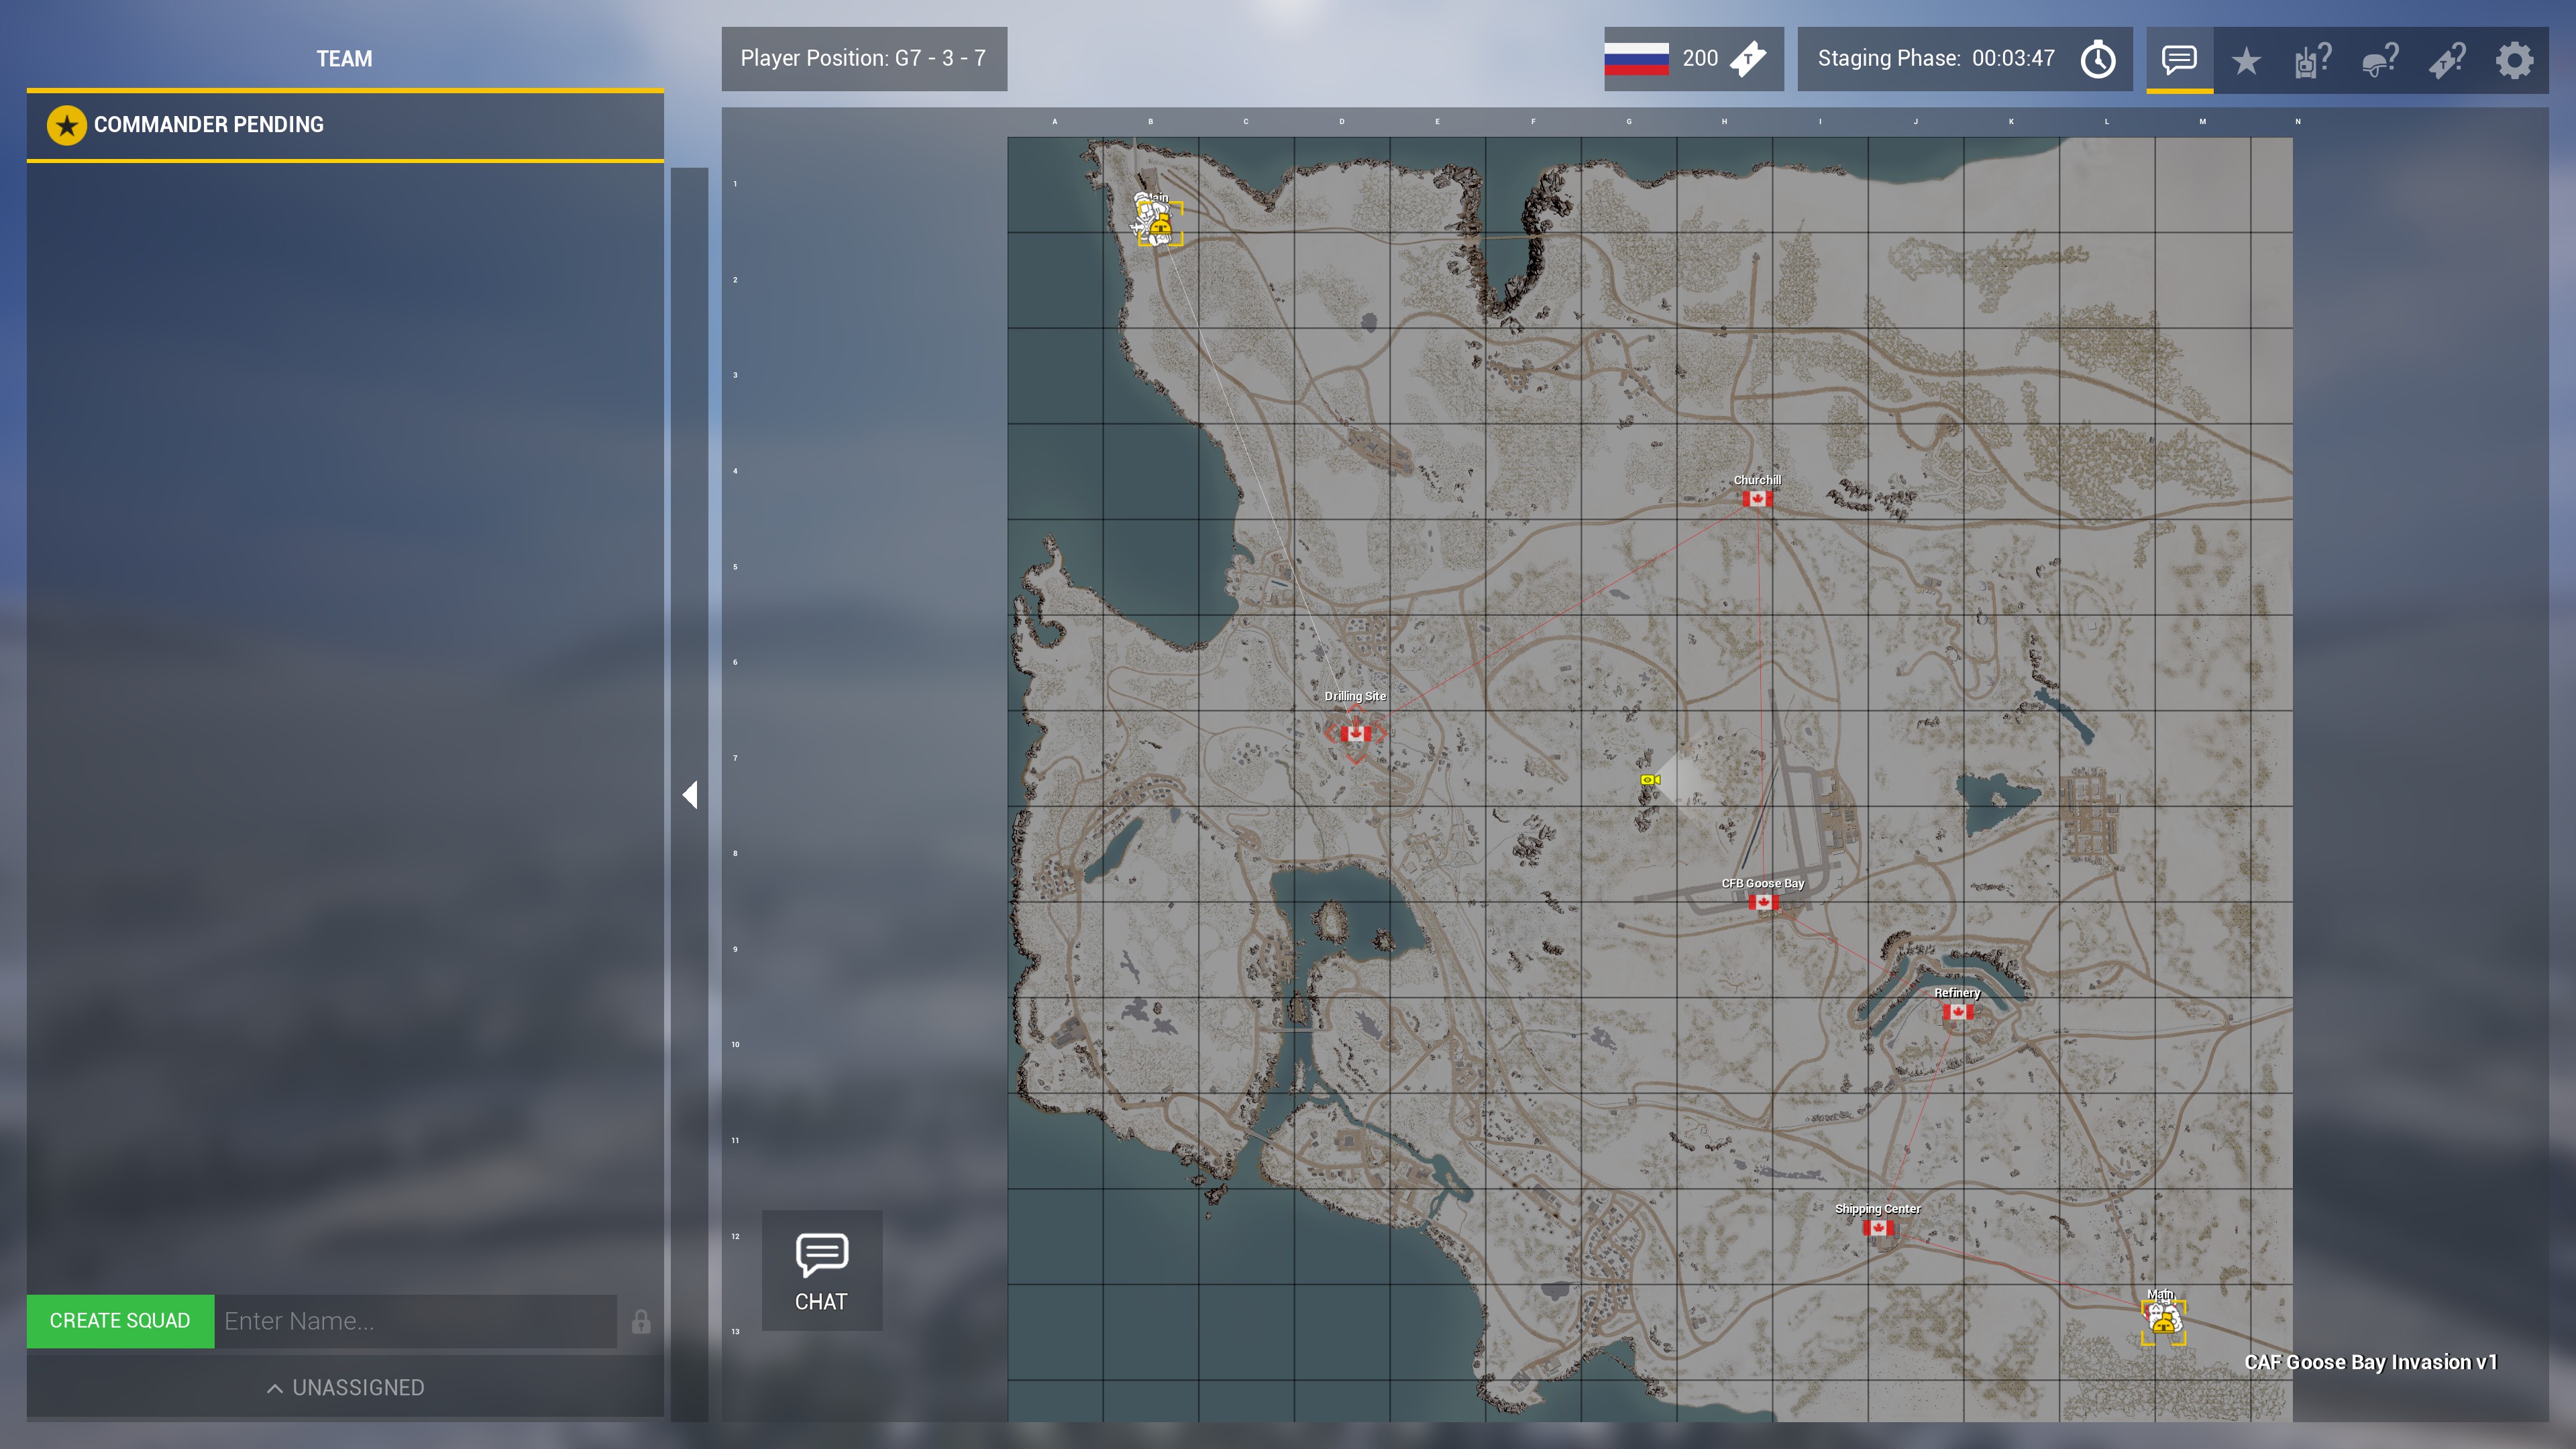 TEAM
Player Position: G7 - 3 - 7
200
Staging Phase: 00:03:47
COMMANDER PENDING
A B C D E F G H I J K L M N
1
2
3
4
5
6
7
8
9
10
11
12
13
Churchill
Drilling Site
CFB Goose Bay
Refinery
Shipping Center
Main
CAF Goose Bay Invasion v1
CHAT
CREATE SQUAD
Enter Name...
UNASSIGNED